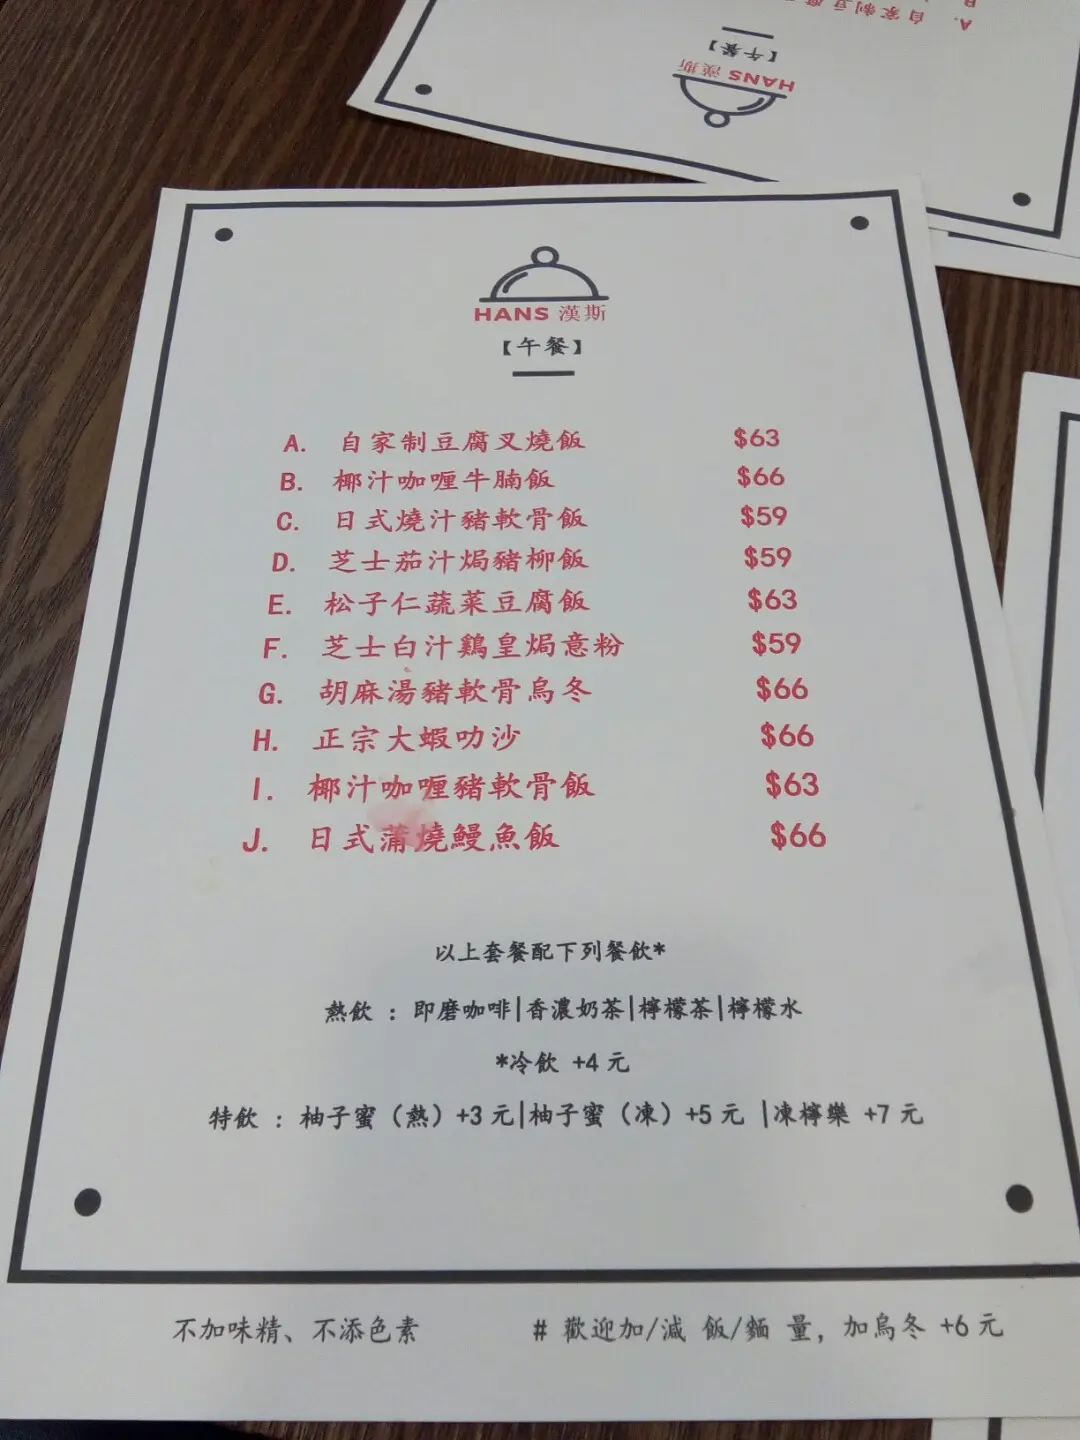 A. 自家制豆腐
【午餐】
HANS 漢斯
HANS 漢斯
【午餐】
A. 自家制豆腐叉燒飯 $63
B. 椰汁咖喱牛腩飯 $66
C. 日式燒汁豬軟骨飯 $59
D. 芝士茄汁焗豬柳飯 $59
E. 松子仁蔬菜豆腐飯 $63
F. 芝士白汁鷄皇焗意粉 $59
G. 胡麻湯豬軟骨烏冬 $66
H. 正宗大蝦叻沙 $66
I. 椰汁咖喱豬軟骨飯 $63
J. 日式蒲燒鰻魚飯 $66
以上套餐配下列餐飲*
熱飲 : 即磨咖啡|香濃奶茶|檸檬茶|檸檬水
*冷飲 +4 元
特飲 : 柚子蜜（熱）+3 元|柚子蜜（凍）+5 元 |凍檸樂 +7 元
不加味精、不添色素 # 歡迎加/減 飯/麵 量, 加烏冬 +6 元